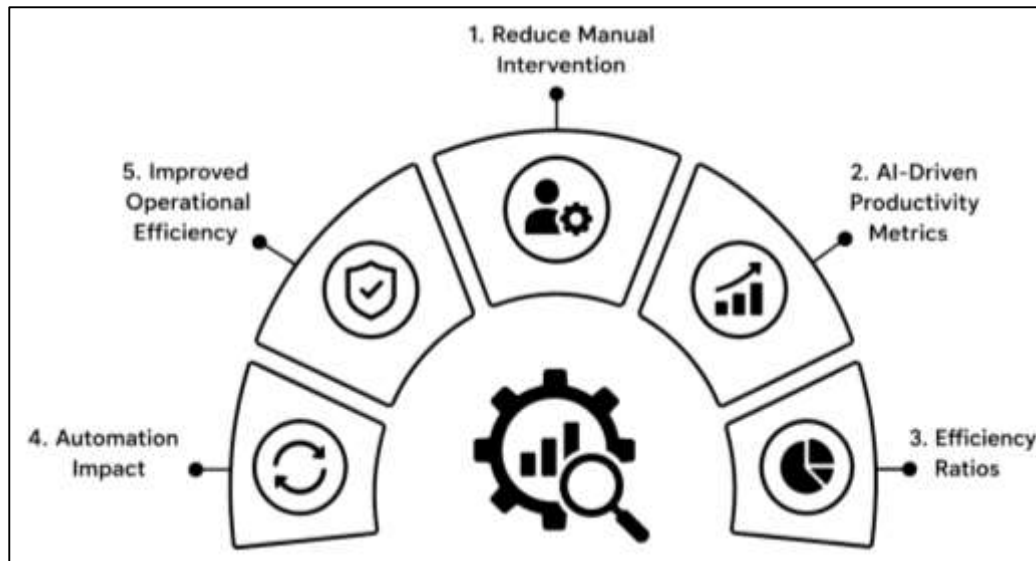 1. Reduce Manual
Intervention
2. AI-Driven
Productivity
Metrics
3. Efficiency
Ratios
4. Automation
Impact
5. Improved
Operational
Efficiency